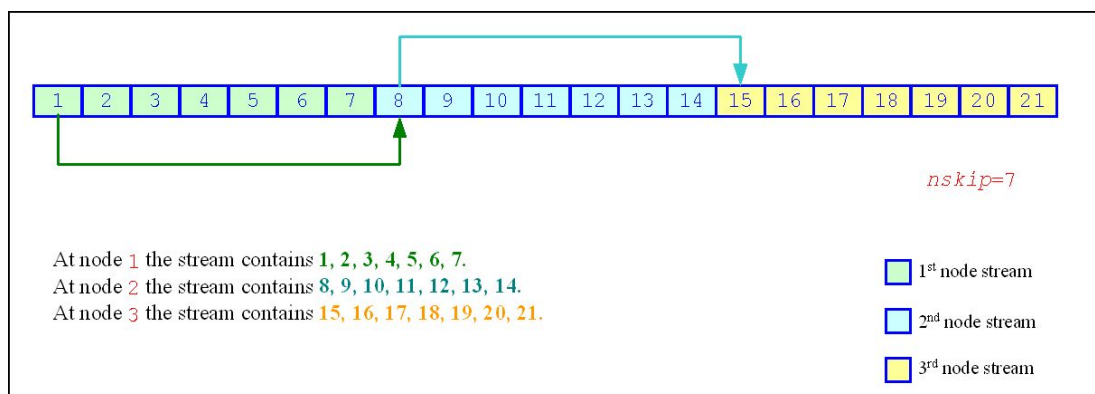 1 2 3 4 5 6 7 8 9 10 11 12 13 14 15 16 17 18 19 20 21
nskip=7
At node 1 the stream contains 1, 2, 3, 4, 5, 6, 7.
At node 2 the stream contains 8, 9, 10, 11, 12, 13, 14.
At node 3 the stream contains 15, 16, 17, 18, 19, 20, 21.
1st node stream
2nd node stream
3rd node stream